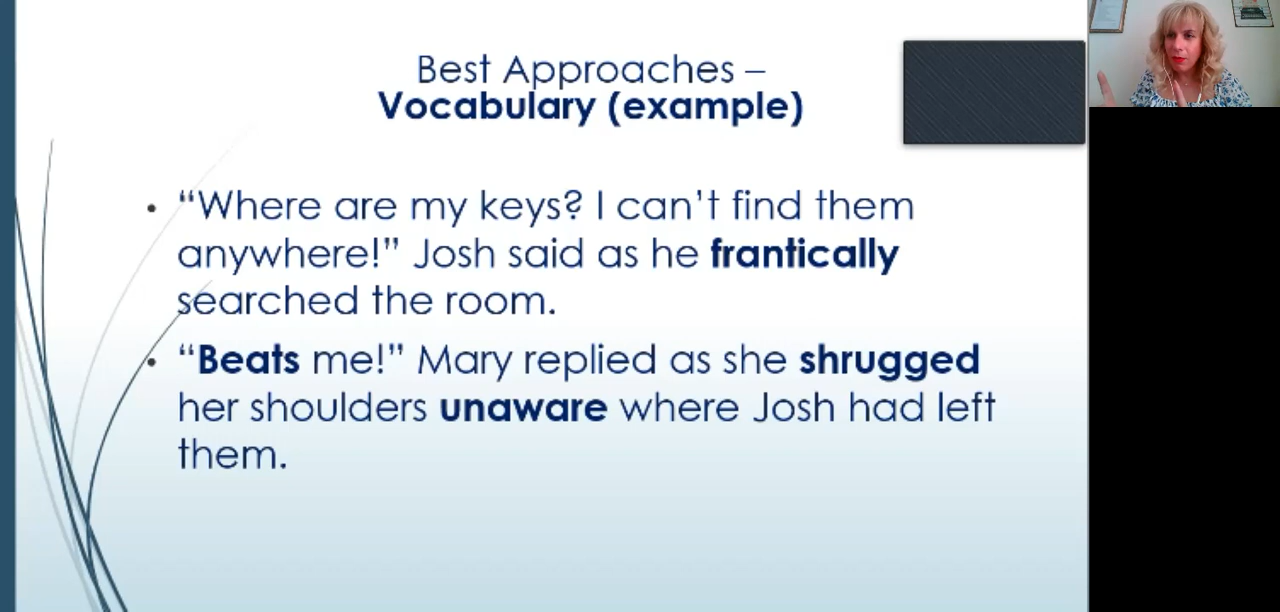 Best Approaches –
Vocabulary (example)
• “Where are my keys? I can’t find them
anywhere!” Josh said as he frantically
searched the room.
• “Beats me!” Mary replied as she shrugged
her shoulders unaware where Josh had left
them.